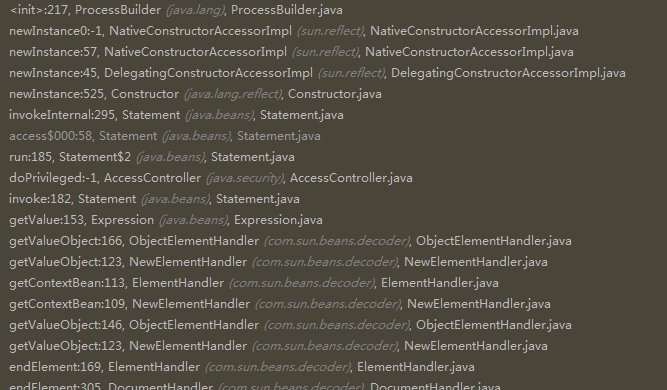 <init>:217, ProcessBuilder (java.lang), ProcessBuilder.java
newInstance0:-1, NativeConstructorAccessorImpl (sun.reflect), NativeConstructorAccessorImpl.java
newInstance:57, NativeConstructorAccessorImpl (sun.reflect), NativeConstructorAccessorImpl.java
newInstance:45, DelegatingConstructorAccessorImpl (sun.reflect), DelegatingConstructorAccessorImpl.java
newInstance:525, Constructor (java.lang.reflect), Constructor.java
invokeInternal:295, Statement (java.beans), Statement.java
access$000:58, Statement (java.beans), Statement.java
run:185, Statement$2 (java.beans), Statement.java
doPrivileged:-1, AccessController (java.security), AccessController.java
invoke:182, Statement (java.beans), Statement.java
getValue:153, Expression (java.beans), Expression.java
getValueObject:166, ObjectElementHandler (com.sun.beans.decoder), ObjectElementHandler.java
getValueObject:123, NewElementHandler (com.sun.beans.decoder), NewElementHandler.java
getContextBean:113, ElementHandler (com.sun.beans.decoder), ElementHandler.java
getContextBean:109, NewElementHandler (com.sun.beans.decoder), NewElementHandler.java
getValueObject:146, ObjectElementHandler (com.sun.beans.decoder), ObjectElementHandler.java
getValueObject:123, NewElementHandler (com.sun.beans.decoder), NewElementHandler.java
endElement:169, ElementHandler (com.sun.beans.decoder), ElementHandler.java
endElement:305, DocumentHandler (com.sun.beans.decoder), DocumentHandler.java